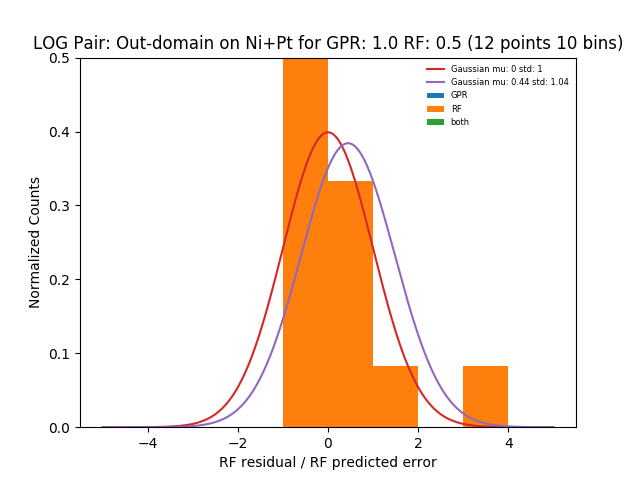 LOG Pair: Out-domain on Ni+Pt for GPR: 1.0 RF: 0.5 (12 points 10 bins)
Gaussian mu: 0 std: 1
Gaussian mu: 0.44 std: 1.04
GPR
RF
both
Normalized Counts
0.5
0.4
0.3
0.2
0.1
0.0
−4
−2
0
2
4
RF residual / RF predicted error